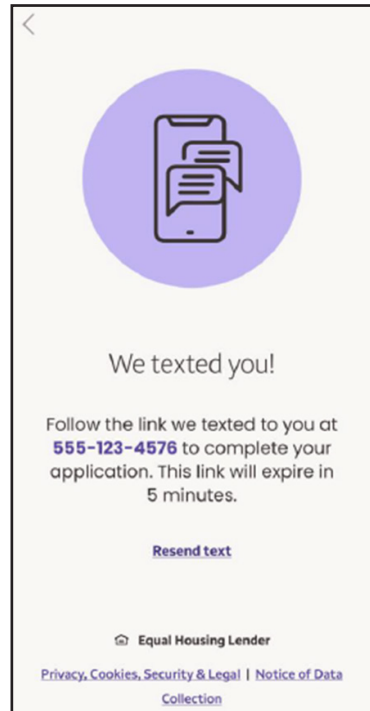 We texted you!
Follow the link we texted to you at
555-123-4576 to complete your
application. This link will expire in
5 minutes.
Resend text
Equal Housing Lender
Privacy, Cookies, Security & Legal | Notice of Data
Collection